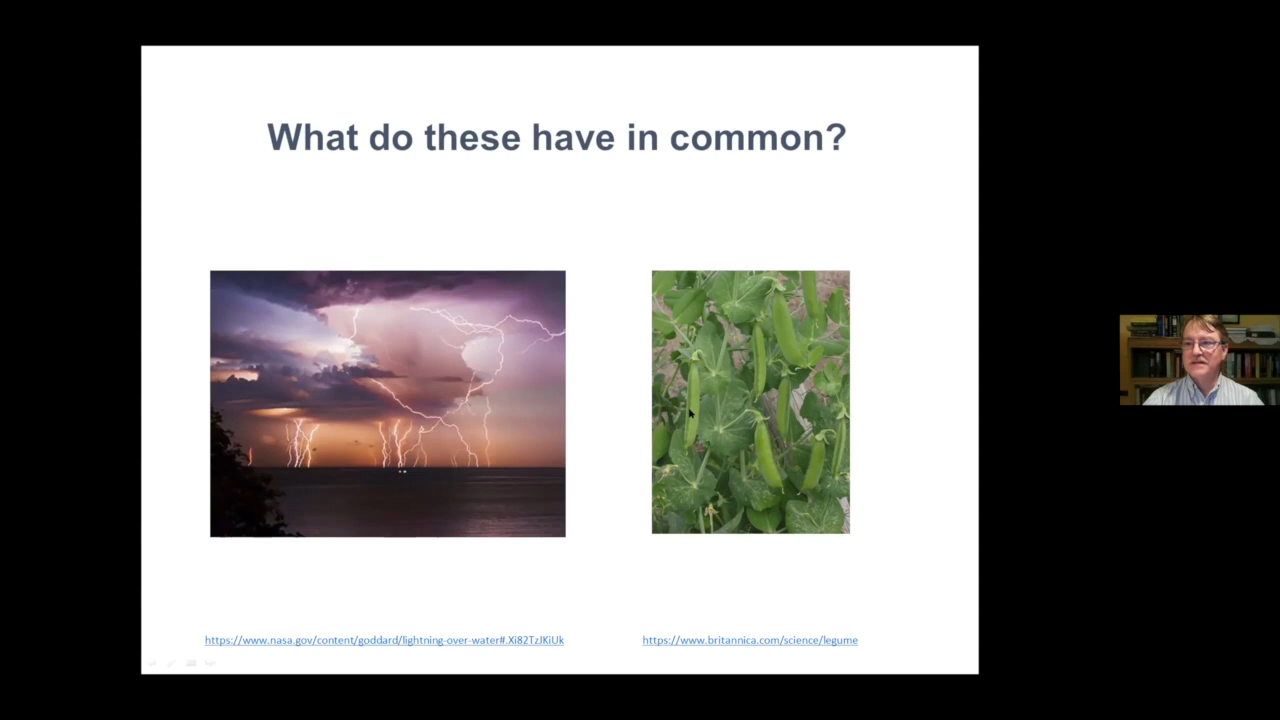 What do these have in common?
https://www.nasa.gov/content/goddard/lightning-over-water#.Xi82TzJKiUk
https://www.britannica.com/science/legume